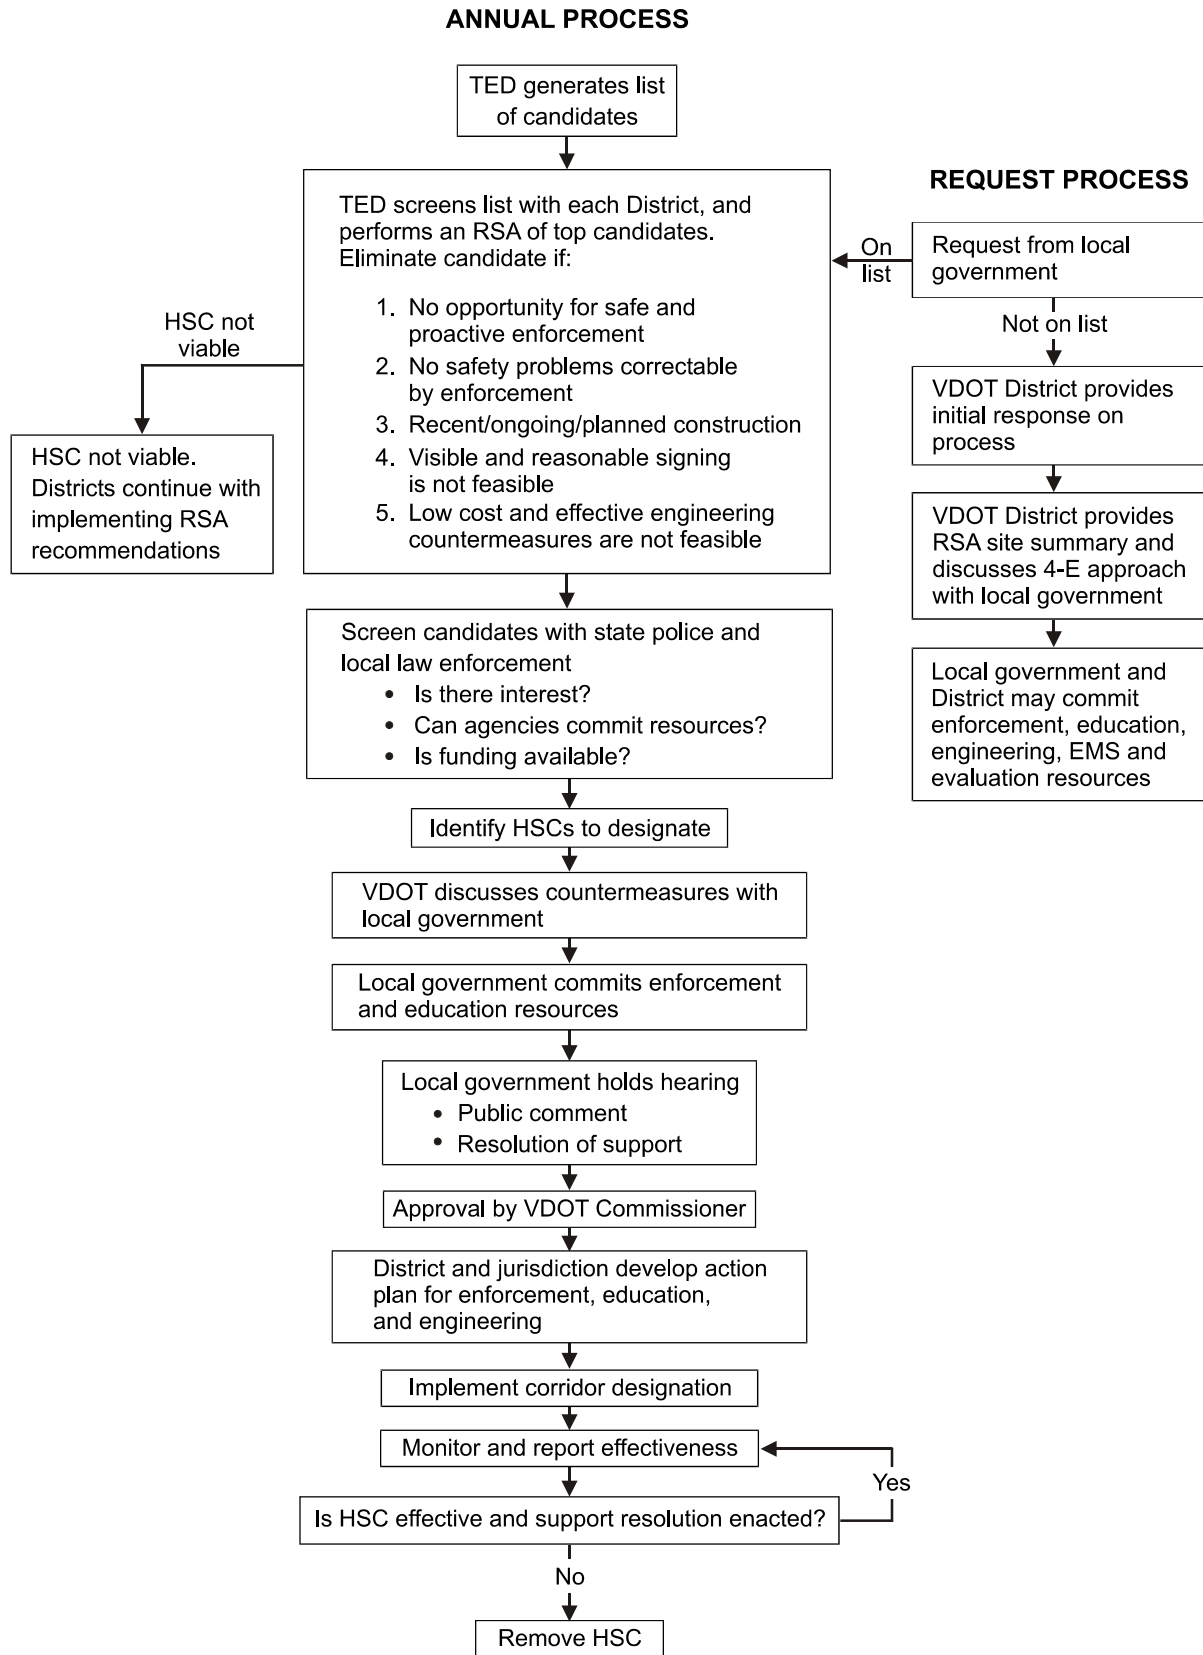 ANNUAL PROCESS
TED generates list
of candidates
TED screens list with each District, and
performs an RSA of top candidates.
Eliminate candidate if:
1. No opportunity for safe and
proactive enforcement
2. No safety problems correctable
by enforcement
3. Recent/ongoing/planned construction
4. Visible and reasonable signing
is not feasible
5. Low cost and effective engineering
countermeasures are not feasible
HSC not
viable
HSC not viable.
Districts continue with
implementing RSA
recommendations
Screen candidates with state police and
local law enforcement
• Is there interest?
• Can agencies commit resources?
• Is funding available?
Identify HSCs to designate
VDOT discusses countermeasures with
local government
Local government commits enforcement
and education resources
Local government holds hearing
• Public comment
• Resolution of support
Approval by VDOT Commissioner
District and jurisdiction develop action
plan for enforcement, education,
and engineering
Implement corridor designation
Monitor and report effectiveness
Is HSC effective and support resolution enacted?
Yes
No
Remove HSC
REQUEST PROCESS
Request from local
government
On
list
Not on list
VDOT District provides
initial response on
process
VDOT District provides
RSA site summary and
discusses 4-E approach
with local government
Local government and
District may commit
enforcement, education,
engineering, EMS and
evaluation resources